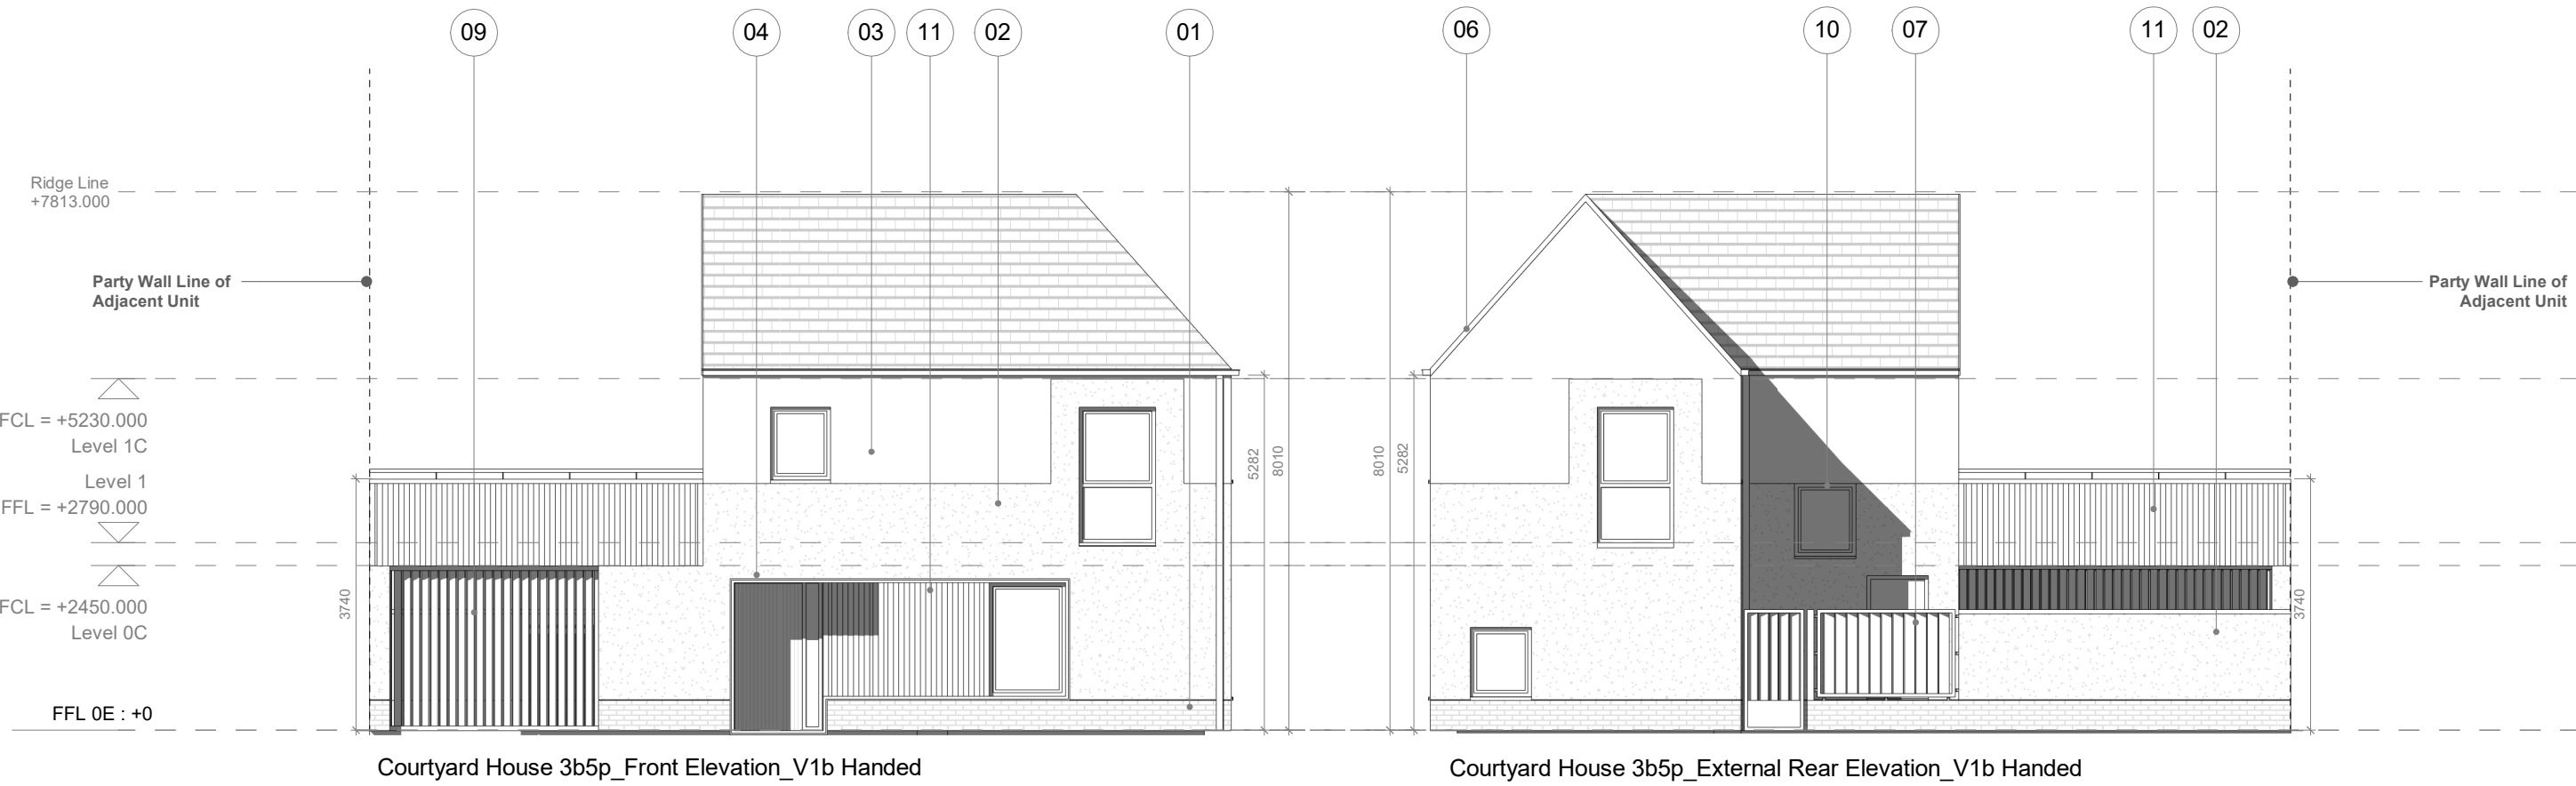 09
04
03
11
02
01
06
10
07
11
02
Ridge Line
+7813.000
Party Wall Line of
Adjacent Unit
Party Wall Line of
Adjacent Unit
FCL = +5230.000
Level 1C
Level 1
FFL = +2790.000
FCL = +2450.000
Level 0C
FFL 0E : +0
3740
5282
8010
8010
5282
3740
Courtyard House 3b5p_Front Elevation_V1b Handed
Courtyard House 3b5p_External Rear Elevation_V1b Handed